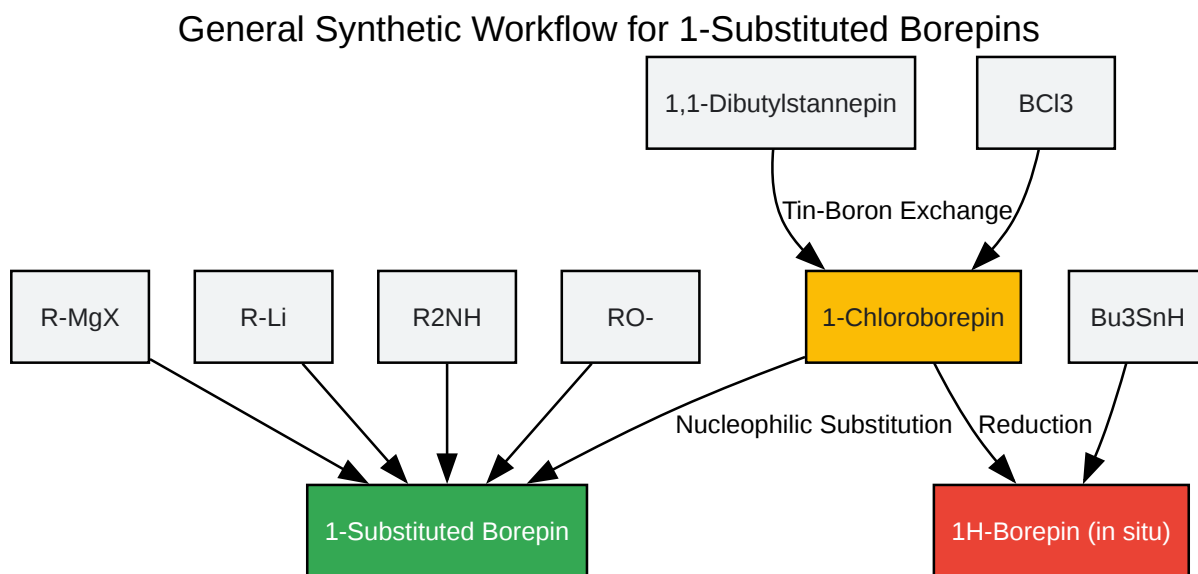 General Synthetic Workflow for 1-Substituted Borepins
1,1-Dibutylstannepin
BCl3
Tin-Boron Exchange
R-MgX
R-Li
R2NH
RO-
1-Chloroborepin
Bu3SnH
Nucleophilic Substitution
Reduction
1-Substituted Borepin
1H-Borepin (in situ)